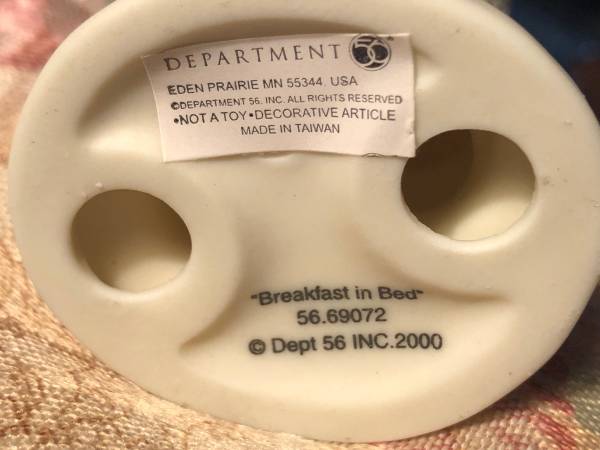 DEPARTMENT 56
EDEN PRAIRIE MN 55344. USA
©DEPARTMENT 56. INC. ALL RIGHTS RESERVED
•NOT A TOY•DECORATIVE ARTICLE
MADE IN TAIWAN
"Breakfast in Bed"
56.69072
© Dept 56 INC.2000